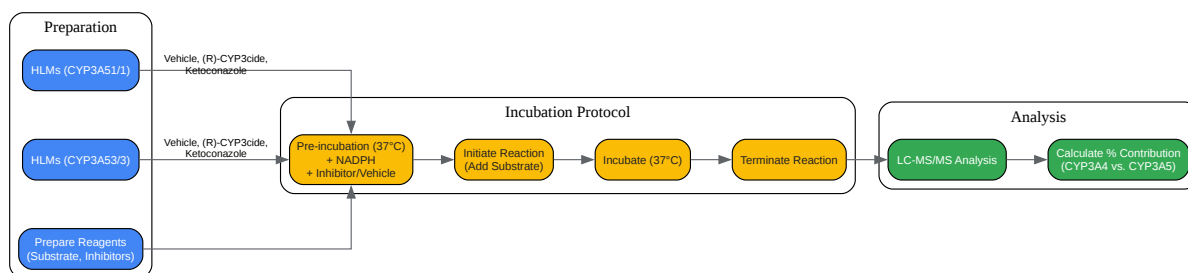 Preparation
HLMs (CYP3A51/1)
Vehicle, (R)-CYP3cide,
Ketoconazole
HLMs (CYP3A53/3)
Vehicle, (R)-CYP3cide,
Ketoconazole
Prepare Reagents
(Substrate, Inhibitors)
Incubation Protocol
Pre-incubation (37°C)
+ NADPH
+ Inhibitor/Vehicle
Initiate Reaction
(Add Substrate)
Incubate (37°C)
Terminate Reaction
Analysis
LC-MS/MS Analysis
Calculate % Contribution
(CYP3A4 vs. CYP3A5)